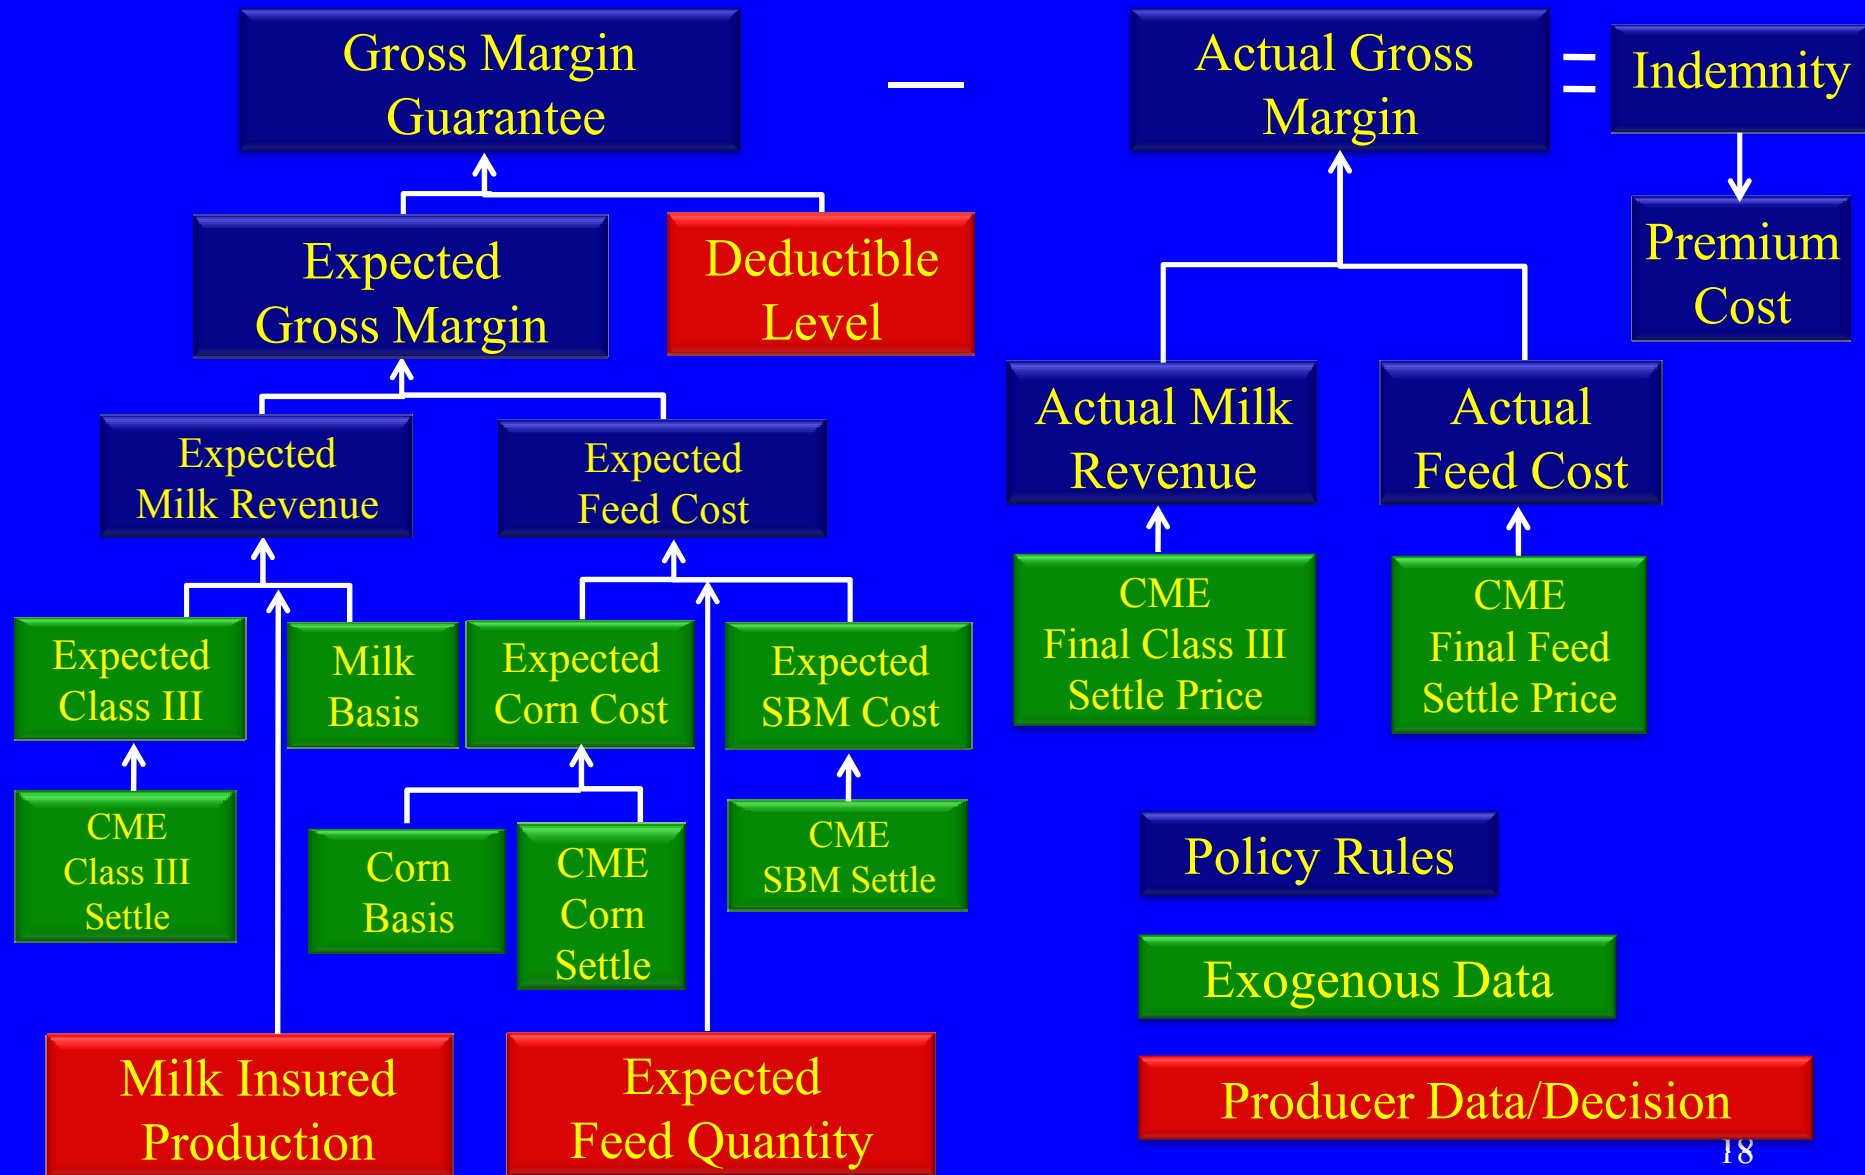 Gross Margin
Guarantee
—
Actual Gross
Margin
=
Indemnity
Premium
Cost
Expected
Gross Margin
Deductible
Level
Expected
Milk Revenue
Expected
Feed Cost
Actual Milk
Revenue
Actual
Feed Cost
Expected
Class III
Milk
Basis
Expected
Corn Cost
Expected
SBM Cost
CME
Final Class III
Settle Price
CME
Final Feed
Settle Price
CME
Class III
Settle
Corn
Basis
CME
Corn
Settle
CME
SBM Settle
Policy Rules
Exogenous Data
Milk Insured
Production
Expected
Feed Quantity
Producer Data/Decision
18